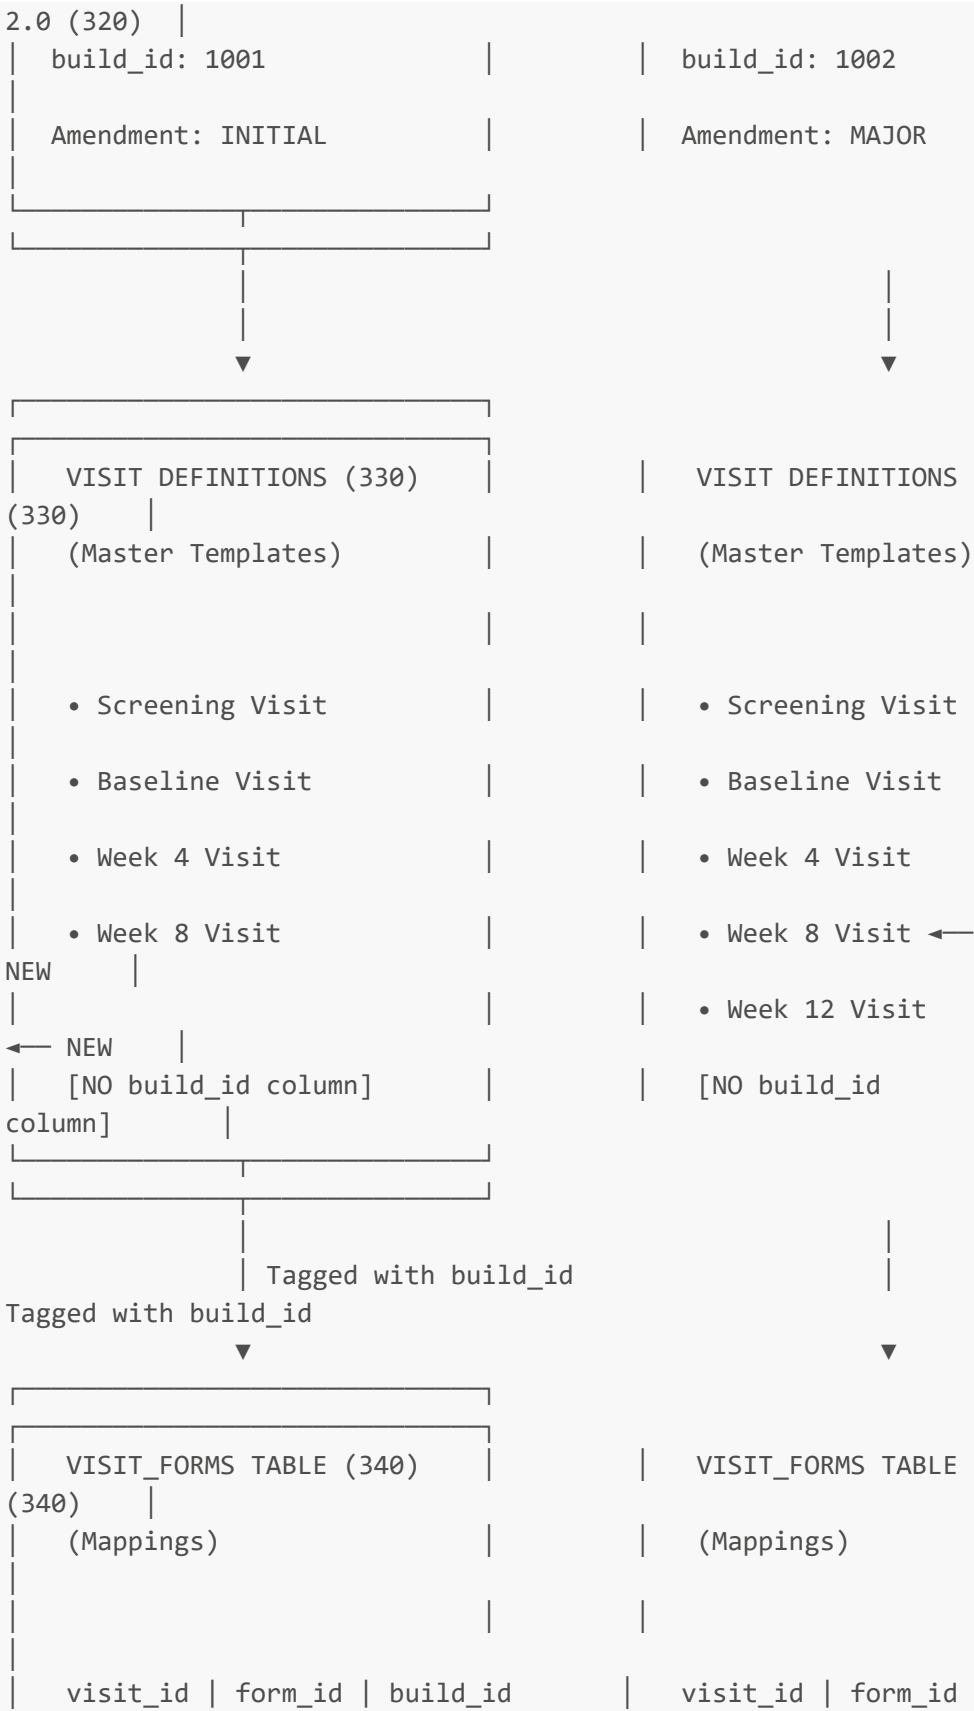 2.0 (320) │
│ build_id: 1001 │ │ build_id: 1002
│
│ Amendment: INITIAL │ │ Amendment: MAJOR
│
└───────────────┬───────────────┘
└───────────────┬───────────────┘
│ │
│ │
▼ ▼
┌───────────────────────────────┐
┌───────────────────────────────┐
│ VISIT DEFINITIONS (330) │ │ VISIT DEFINITIONS
(330) │
│ (Master Templates) │ │ (Master Templates)
│
│ │ │
│
│ • Screening Visit │ │ • Screening Visit
│
│ • Baseline Visit │ │ • Baseline Visit
│
│ • Week 4 Visit │ │ • Week 4 Visit
│
│ • Week 8 Visit │ │ • Week 8 Visit ◄──
NEW │
│ │ │ • Week 12 Visit
◄── NEW │
│ [NO build_id column] │ │ [NO build_id
column] │
└───────────────┬───────────────┘
└───────────────┬───────────────┘
│ │
│ Tagged with build_id │
Tagged with build_id
▼ ▼
┌───────────────────────────────┐
┌───────────────────────────────┐
│ VISIT_FORMS TABLE (340) │ │ VISIT_FORMS TABLE
(340) │
│ (Mappings) │ │ (Mappings)
│
│ │ │
│
│ visit_id │ form_id │ build_id │ visit_id │ form_id